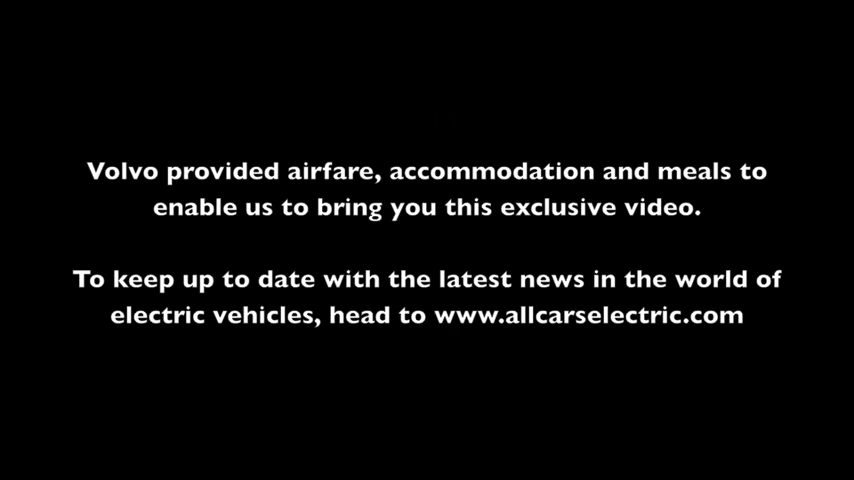 Volvo provided airfare, accommodation and meals to
enable us to bring you this exclusive video.
To keep up to date with the latest news in the world of
electric vehicles, head to www.allcarselectric.com